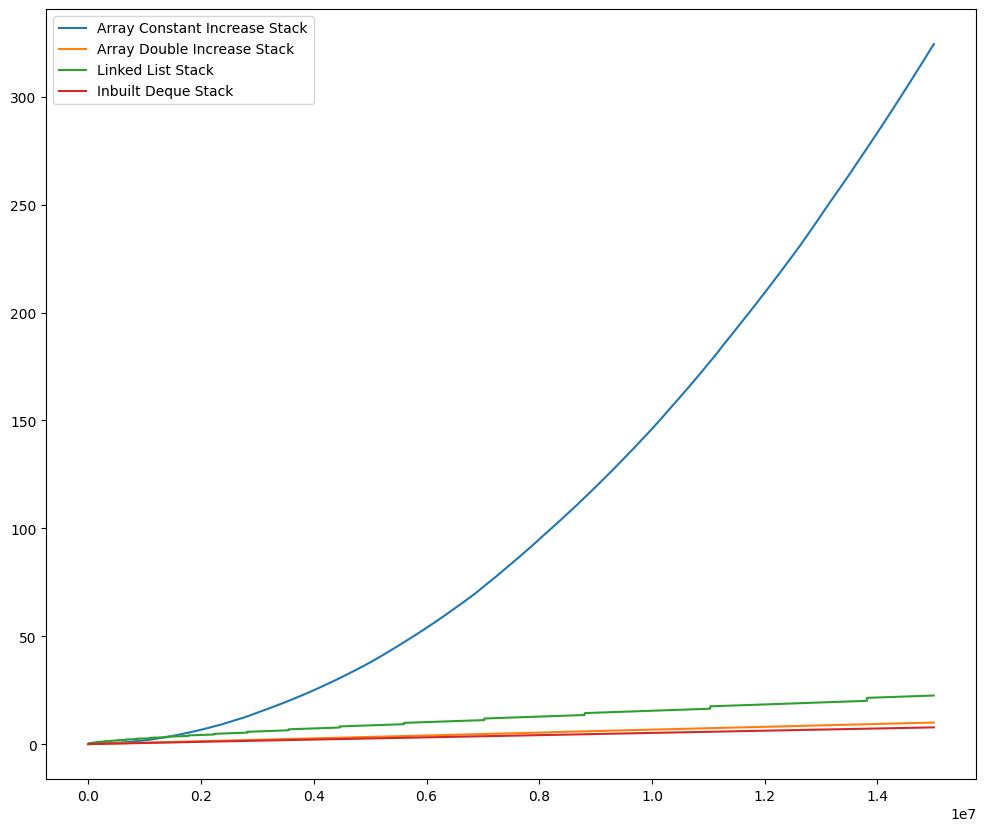 Array Constant Increase Stack
Array Double Increase Stack
Linked List Stack
Inbuilt Deque Stack
300
250
200
150
100
50
0
0.0 0.2 0.4 0.6 0.8 1.0 1.2 1.4
1e7